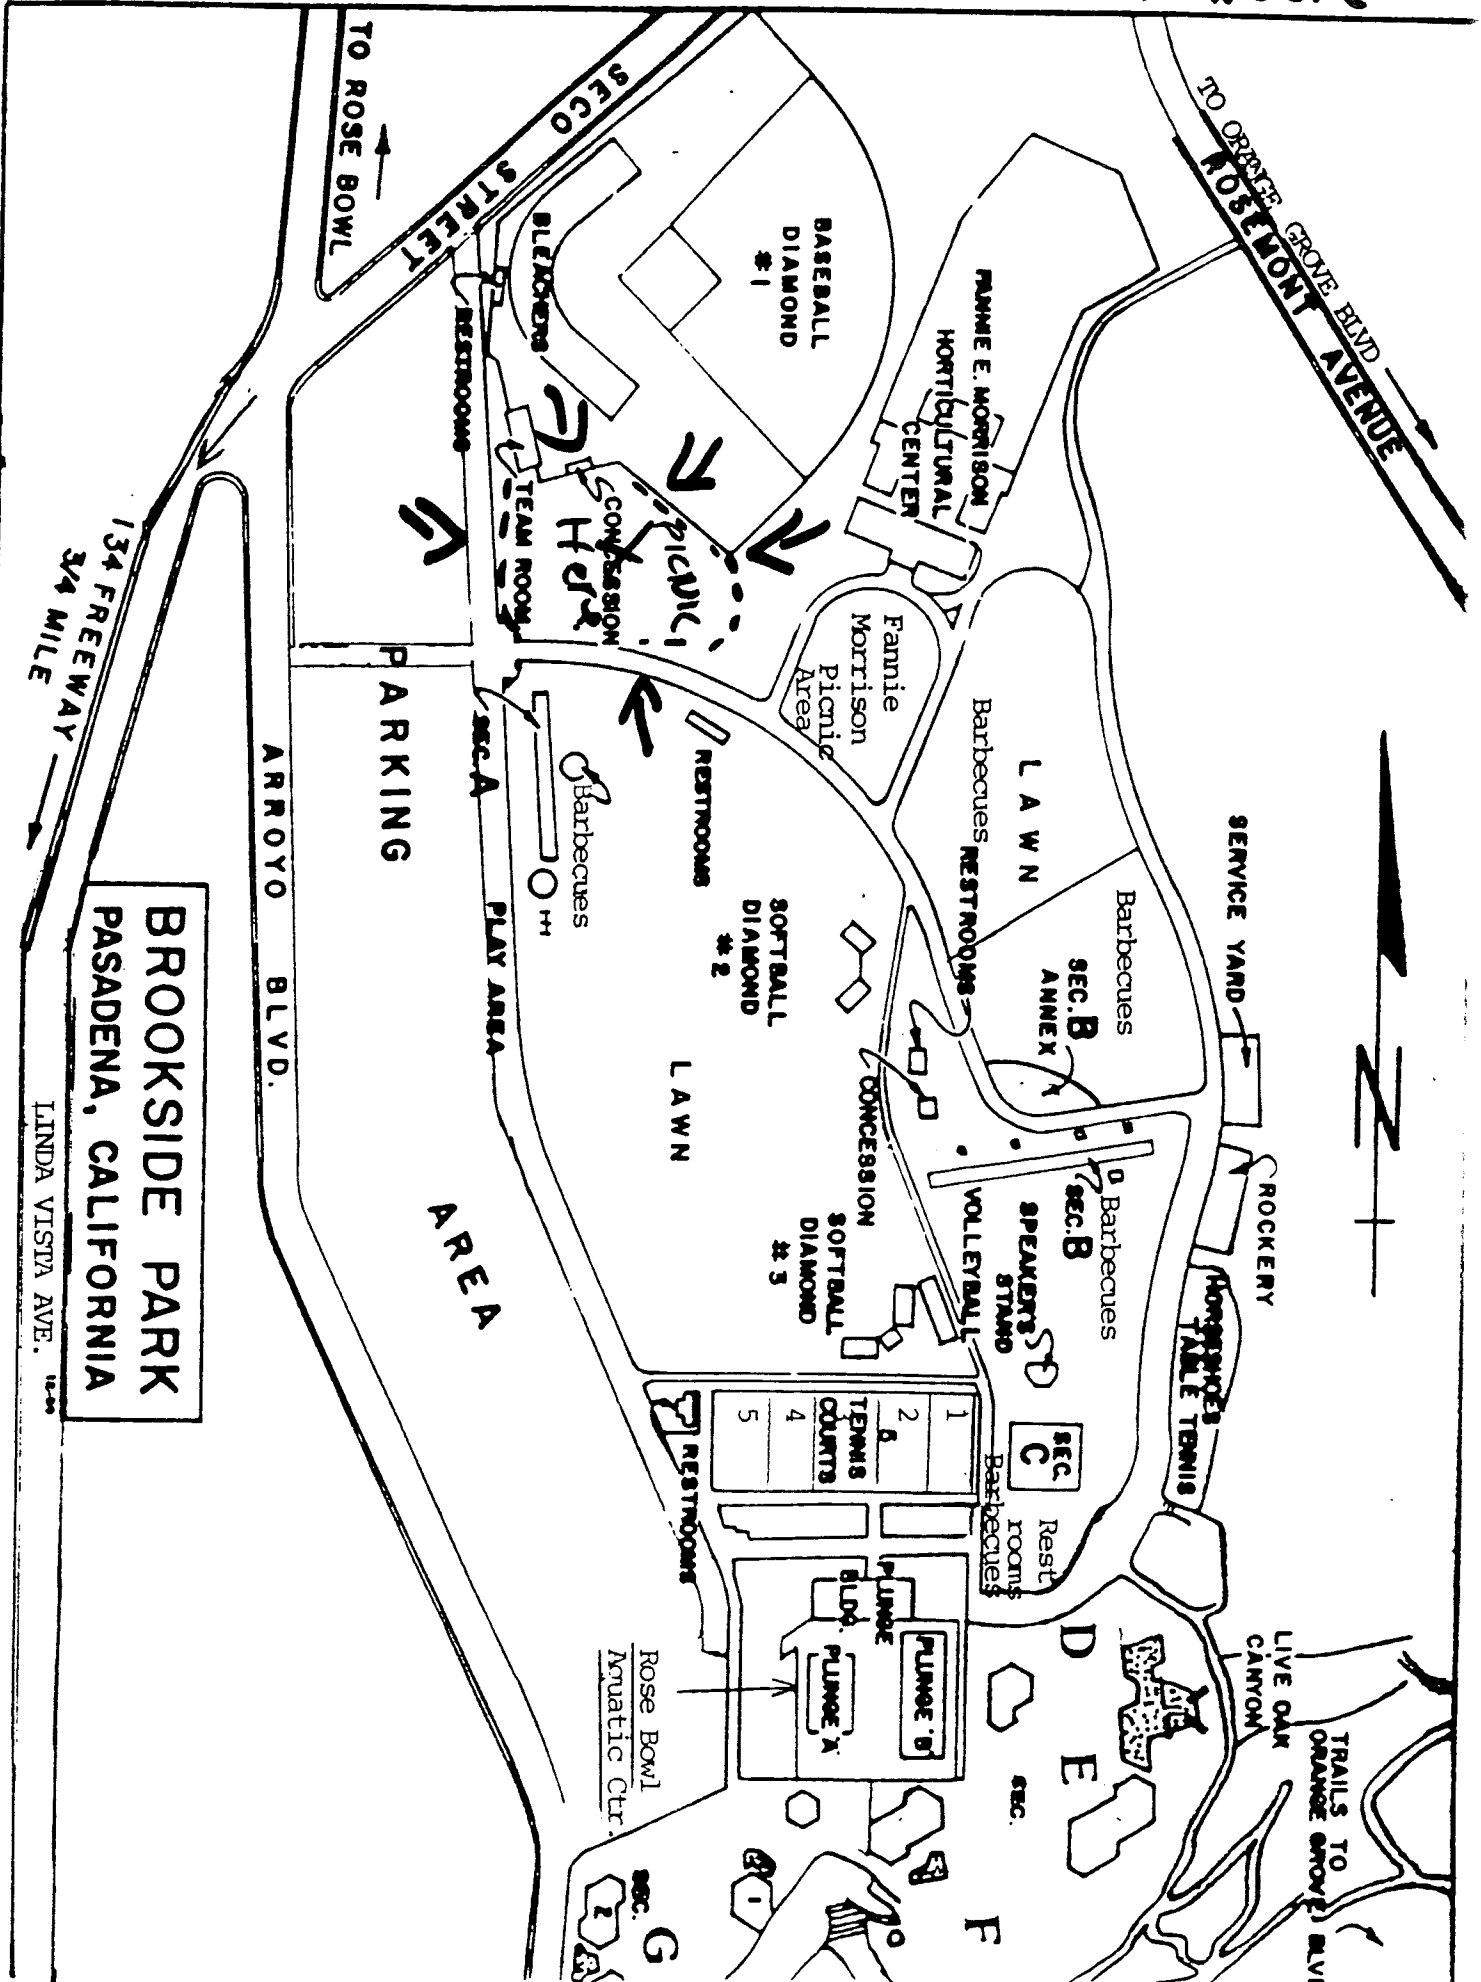 TO ORANGE GROVE BLVD
ROSEMONT AVENUE
TO ROSE BOWL
SECO STREET
BLEACHERS
RESTROOMS
BASEBALL
DIAMOND
#1
FANNIE E. MORRISON
HORTICULTURAL
CENTER
TEAM ROOM
CONCESSION
PICNIC
Here
134 FREEWAY
3/4 MILE
Fannie
Morrison
Picnic
Area
Barbecues
LAWN
RESTROOMS
Barbecues
SEC. B
ANNEX
SERVICE YARD
ROCKERY
HORSESHOES
TABLE TENNIS
PARKING
AREA
SEC. A
Barbecues
RESTROOMS
PLAY AREA
SOFTBALL
DIAMOND
#2
LAWN
CONCESSION
SOFTBALL
DIAMOND
#3
VOLLEYBALL
SPEAKER'S
STAND
SEC. B
Barbecues
N
ARROYO BLVD.
BROOKSIDE PARK
PASADENA, CALIFORNIA
LINDA VISTA AVE.
RESTROOMS
TENNIS
COURTS
1
2
4
5
SEC.
C
Rest
rooms
Barbecues
PLUNGE
BLDG.
PLUNGE 'A'
PLUNGE 'B'
Rose Bowl
Aquatic Ctr.
D
E
SEC.
F
SEC.
G
1
2
LIVE OAK
CANYON
TRAILS TO
ORANGE GROVE BLV